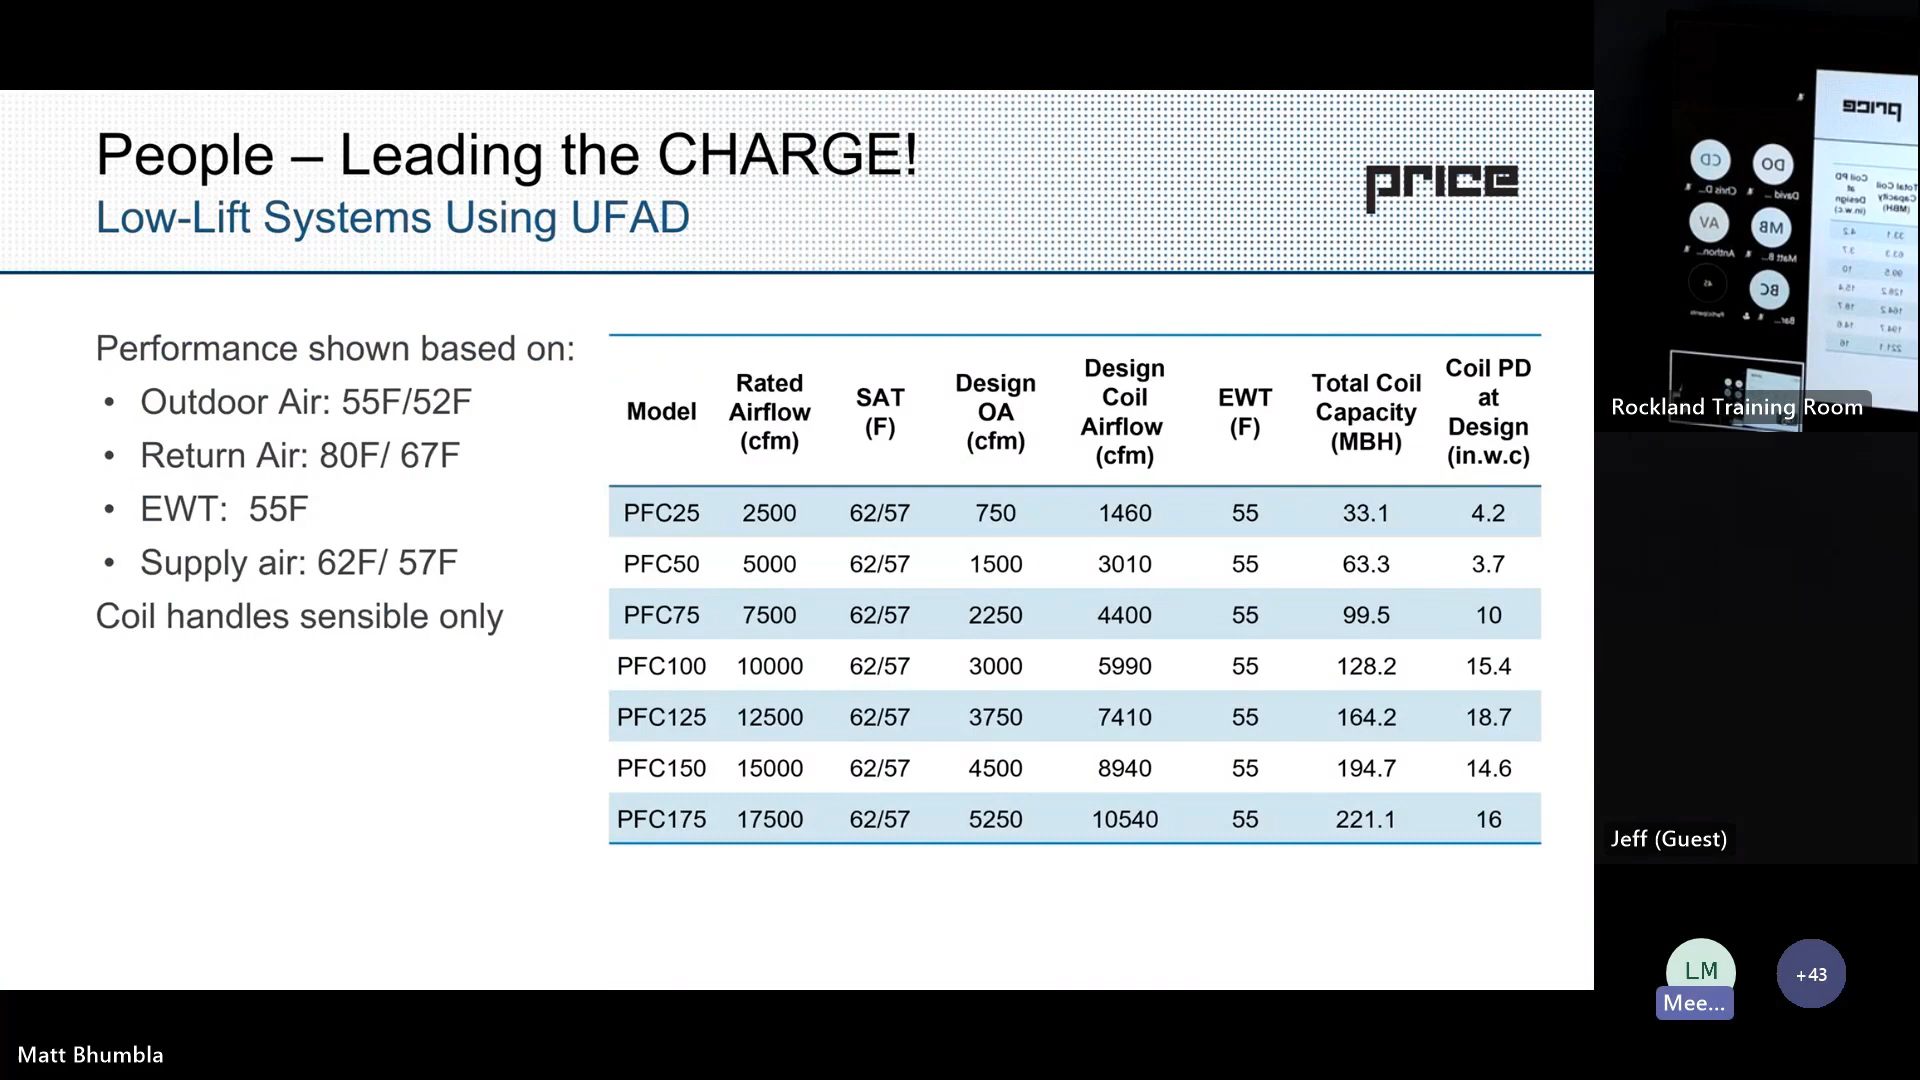 People – Leading the CHARGE!
Low-Lift Systems Using UFAD
price
Performance shown based on:
• Outdoor Air: 55F/52F
• Return Air: 80F/ 67F
• EWT: 55F
• Supply air: 62F/ 57F
Coil handles sensible only
Model Rated Airflow (cfm) SAT (F) Design OA (cfm) Design Coil Airflow (cfm) EWT (F) Total Coil Capacity (MBH) Coil PD at Design (in.w.c)
PFC25 2500 62/57 750 1460 55 33.1 4.2
PFC50 5000 62/57 1500 3010 55 63.3 3.7
PFC75 7500 62/57 2250 4400 55 99.5 10
PFC100 10000 62/57 3000 5990 55 128.2 15.4
PFC125 12500 62/57 3750 7410 55 164.2 18.7
PFC150 15000 62/57 4500 8940 55 194.7 14.6
PFC175 17500 62/57 5250 10540 55 221.1 16
price
CD DO
AV MB
BC
Rockland Training Room
Jeff (Guest)
LM
+43
Mee...
Matt Bhumbla